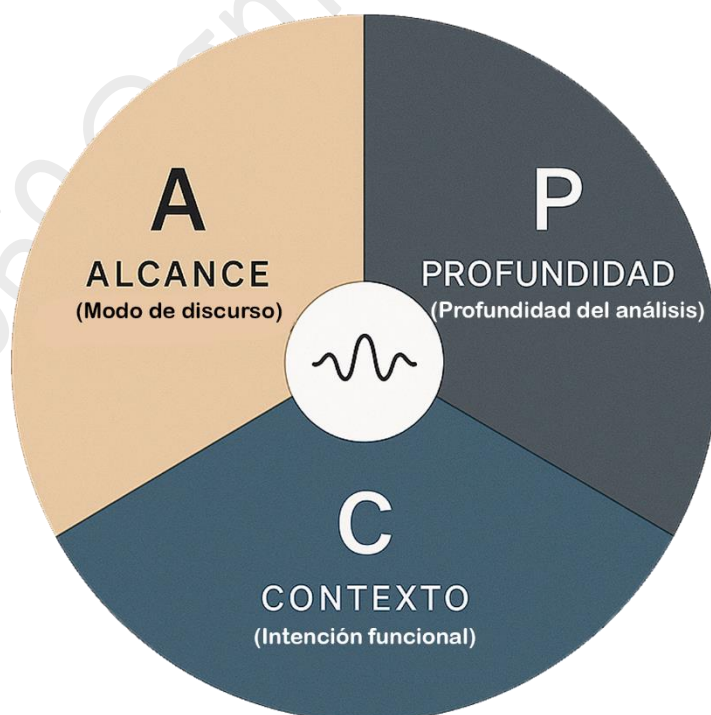 A
ALCANCE
(Modo de discurso)
P
PROFUNDIDAD
(Profundidad del análisis)
C
CONTEXTO
(Intención funcional)